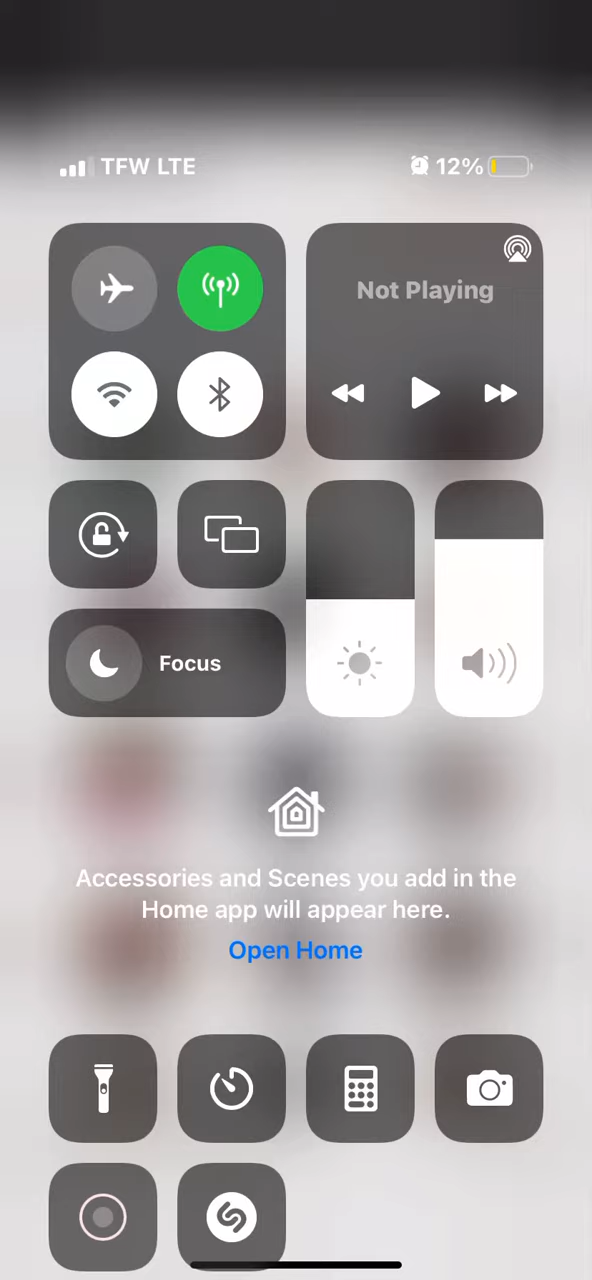 TFW LTE
12%
Not Playing
Focus
Accessories and Scenes you add in the
Home app will appear here.
Open Home